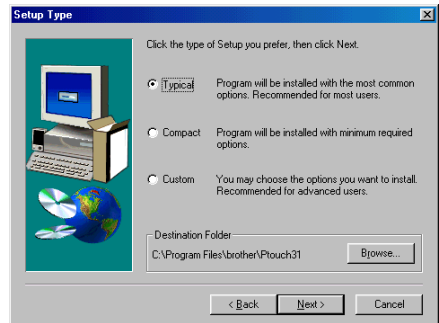 Setup Type
Click the type of Setup you prefer, then click Next.
Typical
Program will be installed with the most common
options. Recommended for most users.
Compact
Program will be installed with minimum required
options.
Custom
You may choose the options you want to install.
Recommended for advanced users.
Destination Folder
C:\Program Files\brother\Ptouch31
Browse...
< Back
Next >
Cancel